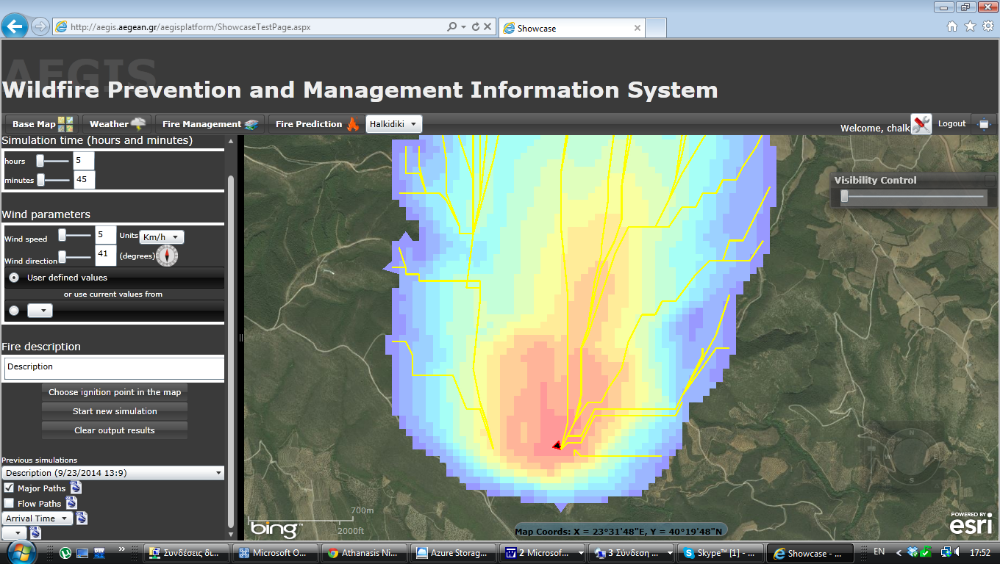 http://aegis.aegean.gr/aegisplatform/ShowcaseTestPage.aspx
Showcase
AEGIS
Wildfire Prevention and Management Information System
Base Map
Weather
Fire Management
Fire Prediction
Halkidiki
Welcome, chalk
Logout
Simulation time (hours and minutes)
hours 5
minutes 45
Wind parameters
Wind speed 5 Units Km/h
Wind direction 41 (degrees)
User defined values
or use current values from
Fire description
Description
Choose ignition point in the map
Start new simulation
Clear output results
Previous simulations
Description (9/23/2014 13:9)
Major Paths
Flow Paths
Arrival Time
Visibility Control
N
W
E
S
700m
2000ft
bing™
Map Coords: X = 23°31'48"E, Y = 40°19'48"N
POWERED BY
esri
Συνδέσεις δι...
Microsoft O...
Athanasis Ni...
Azure Storag...
2 Microsof...
3 Σύνδεση ...
Skype™ [1] - ...
Showcase - ...
EN
17:52